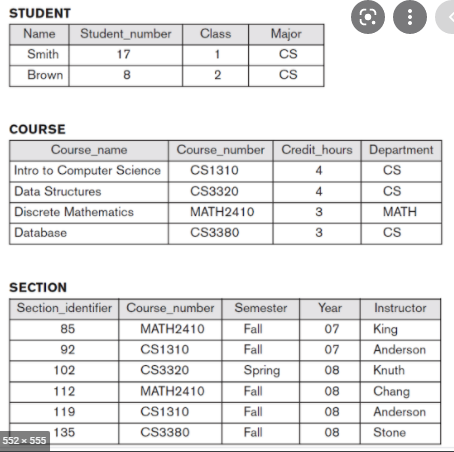 STUDENT
Name Student_number Class Major
Smith 17 1 CS
Brown 8 2 CS
COURSE
Course_name Course_number Credit_hours Department
Intro to Computer Science CS1310 4 CS
Data Structures CS3320 4 CS
Discrete Mathematics MATH2410 3 MATH
Database CS3380 3 CS
SECTION
Section_identifier Course_number Semester Year Instructor
85 MATH2410 Fall 07 King
92 CS1310 Fall 07 Anderson
102 CS3320 Spring 08 Knuth
112 MATH2410 Fall 08 Chang
119 CS1310 Fall 08 Anderson
135 CS3380 Fall 08 Stone
552 × 555